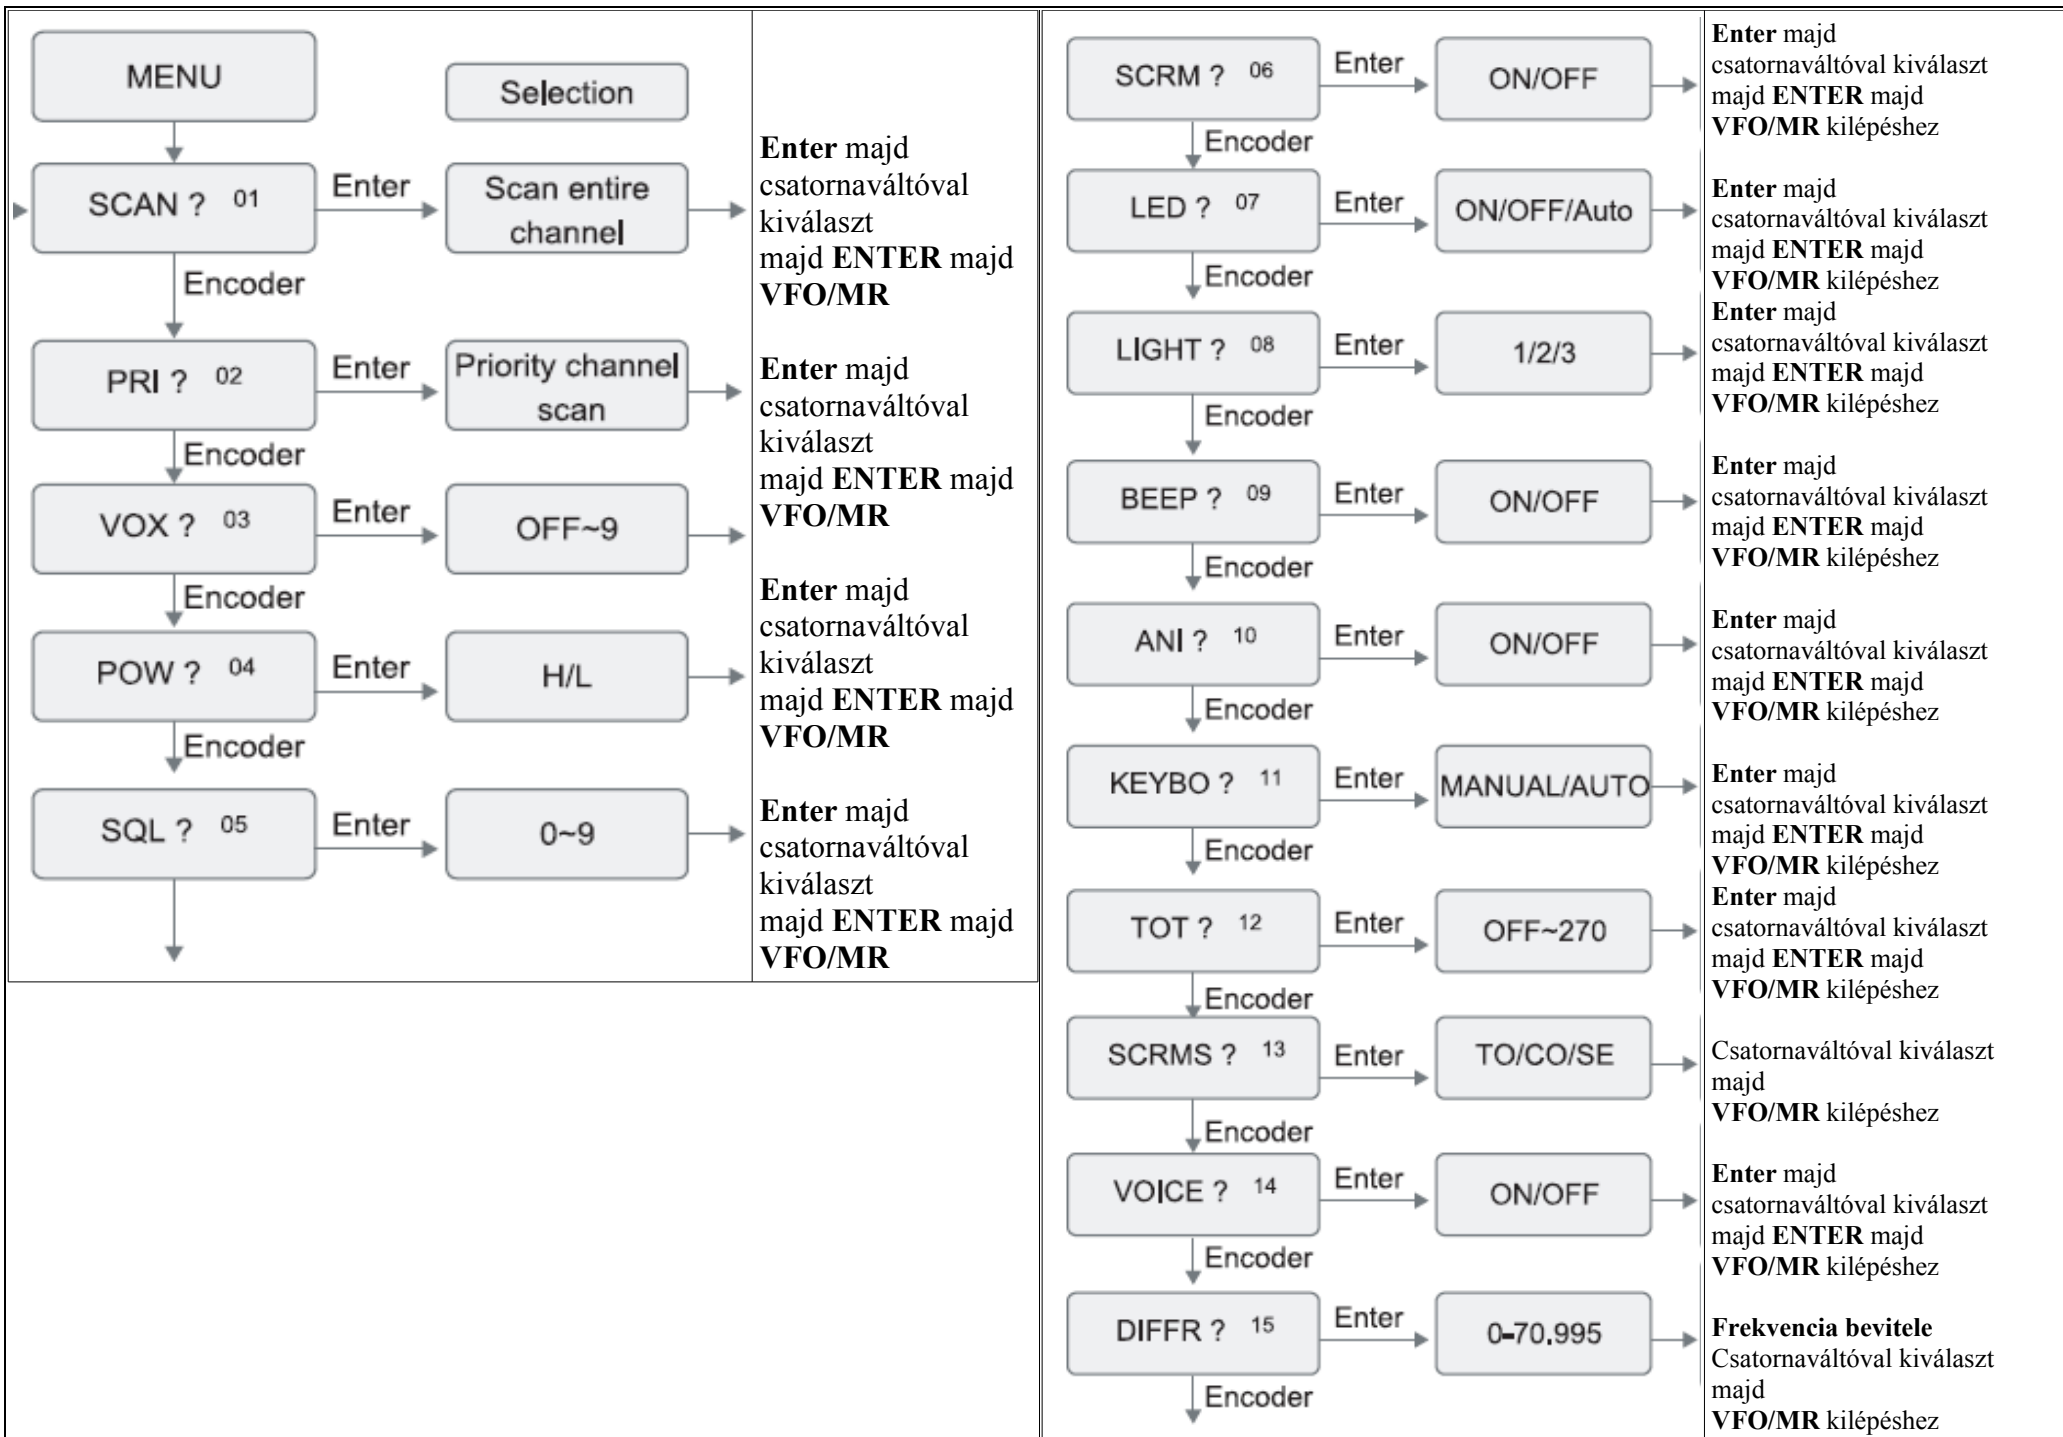 MENU
Selection
SCAN ? 01
Enter
Scan entire
channel
Encoder
PRI ? 02
Enter
Priority channel
scan
Encoder
VOX ? 03
Enter
OFF~9
Encoder
POW ? 04
Enter
H/L
Encoder
SQL ? 05
Enter
0~9
Enter majd
csatornaváltóval
kiválaszt
majd ENTER majd
VFO/MR
Enter majd
csatornaváltóval
kiválaszt
majd ENTER majd
VFO/MR
Enter majd
csatornaváltóval
kiválaszt
majd ENTER majd
VFO/MR
Enter majd
csatornaváltóval
kiválaszt
majd ENTER majd
VFO/MR
SCRM ? 06
Enter
ON/OFF
Encoder
LED ? 07
Enter
ON/OFF/Auto
Encoder
LIGHT ? 08
Enter
1/2/3
Encoder
BEEP ? 09
Enter
ON/OFF
Encoder
ANI ? 10
Enter
ON/OFF
Encoder
KEYBO ? 11
Enter
MANUAL/AUTO
Encoder
TOT ? 12
Enter
OFF~270
Encoder
SCRMS ? 13
Enter
TO/CO/SE
Encoder
VOICE ? 14
Enter
ON/OFF
Encoder
DIFFR ? 15
Enter
0-70.995
Encoder
Enter majd
csatornaváltóval kiválaszt
majd ENTER majd
VFO/MR kilépéshez
Enter majd
csatornaváltóval kiválaszt
majd ENTER majd
VFO/MR kilépéshez
Enter majd
csatornaváltóval kiválaszt
majd ENTER majd
VFO/MR kilépéshez
Enter majd
csatornaváltóval kiválaszt
majd ENTER majd
VFO/MR kilépéshez
Enter majd
csatornaváltóval kiválaszt
majd ENTER majd
VFO/MR kilépéshez
Enter majd
csatornaváltóval kiválaszt
majd ENTER majd
VFO/MR kilépéshez
Enter majd
csatornaváltóval kiválaszt
majd ENTER majd
VFO/MR kilépéshez
Csatornaváltóval kiválaszt
majd
VFO/MR kilépéshez
Enter majd
csatornaváltóval kiválaszt
majd ENTER majd
VFO/MR kilépéshez
Frekvencia bevitele
Csatornaváltóval kiválaszt
majd
VFO/MR kilépéshez